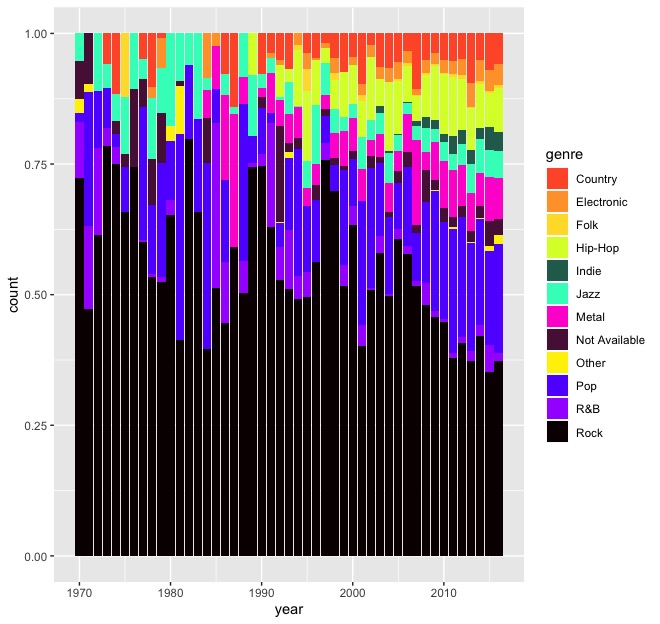 1.00
0.75
0.50
0.25
0.00
count
1970
1980
1990
2000
2010
year
genre
Country
Electronic
Folk
Hip-Hop
Indie
Jazz
Metal
Not Available
Other
Pop
R&B
Rock